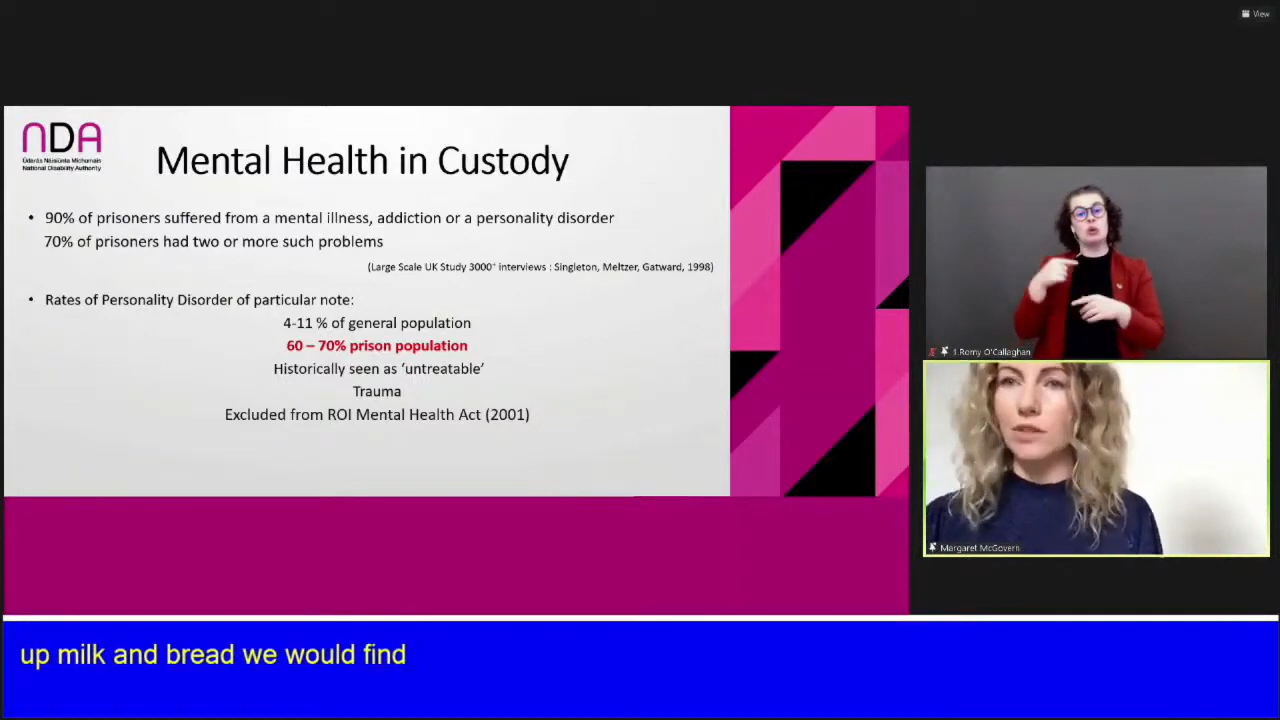 View
NDA
Údarás Náisiúnta Míchumais
National Disability Authority
Mental Health in Custody
• 90% of prisoners suffered from a mental illness, addiction or a personality disorder
70% of prisoners had two or more such problems
(Large Scale UK Study 3000⁺ interviews : Singleton, Meltzer, Gatward, 1998)
• Rates of Personality Disorder of particular note:
4-11 % of general population
60 – 70% prison population
Historically seen as ‘untreatable’
Trauma
Excluded from ROI Mental Health Act (2001)
1.Romy O'Callaghan
Margaret McGovern
up milk and bread we would find